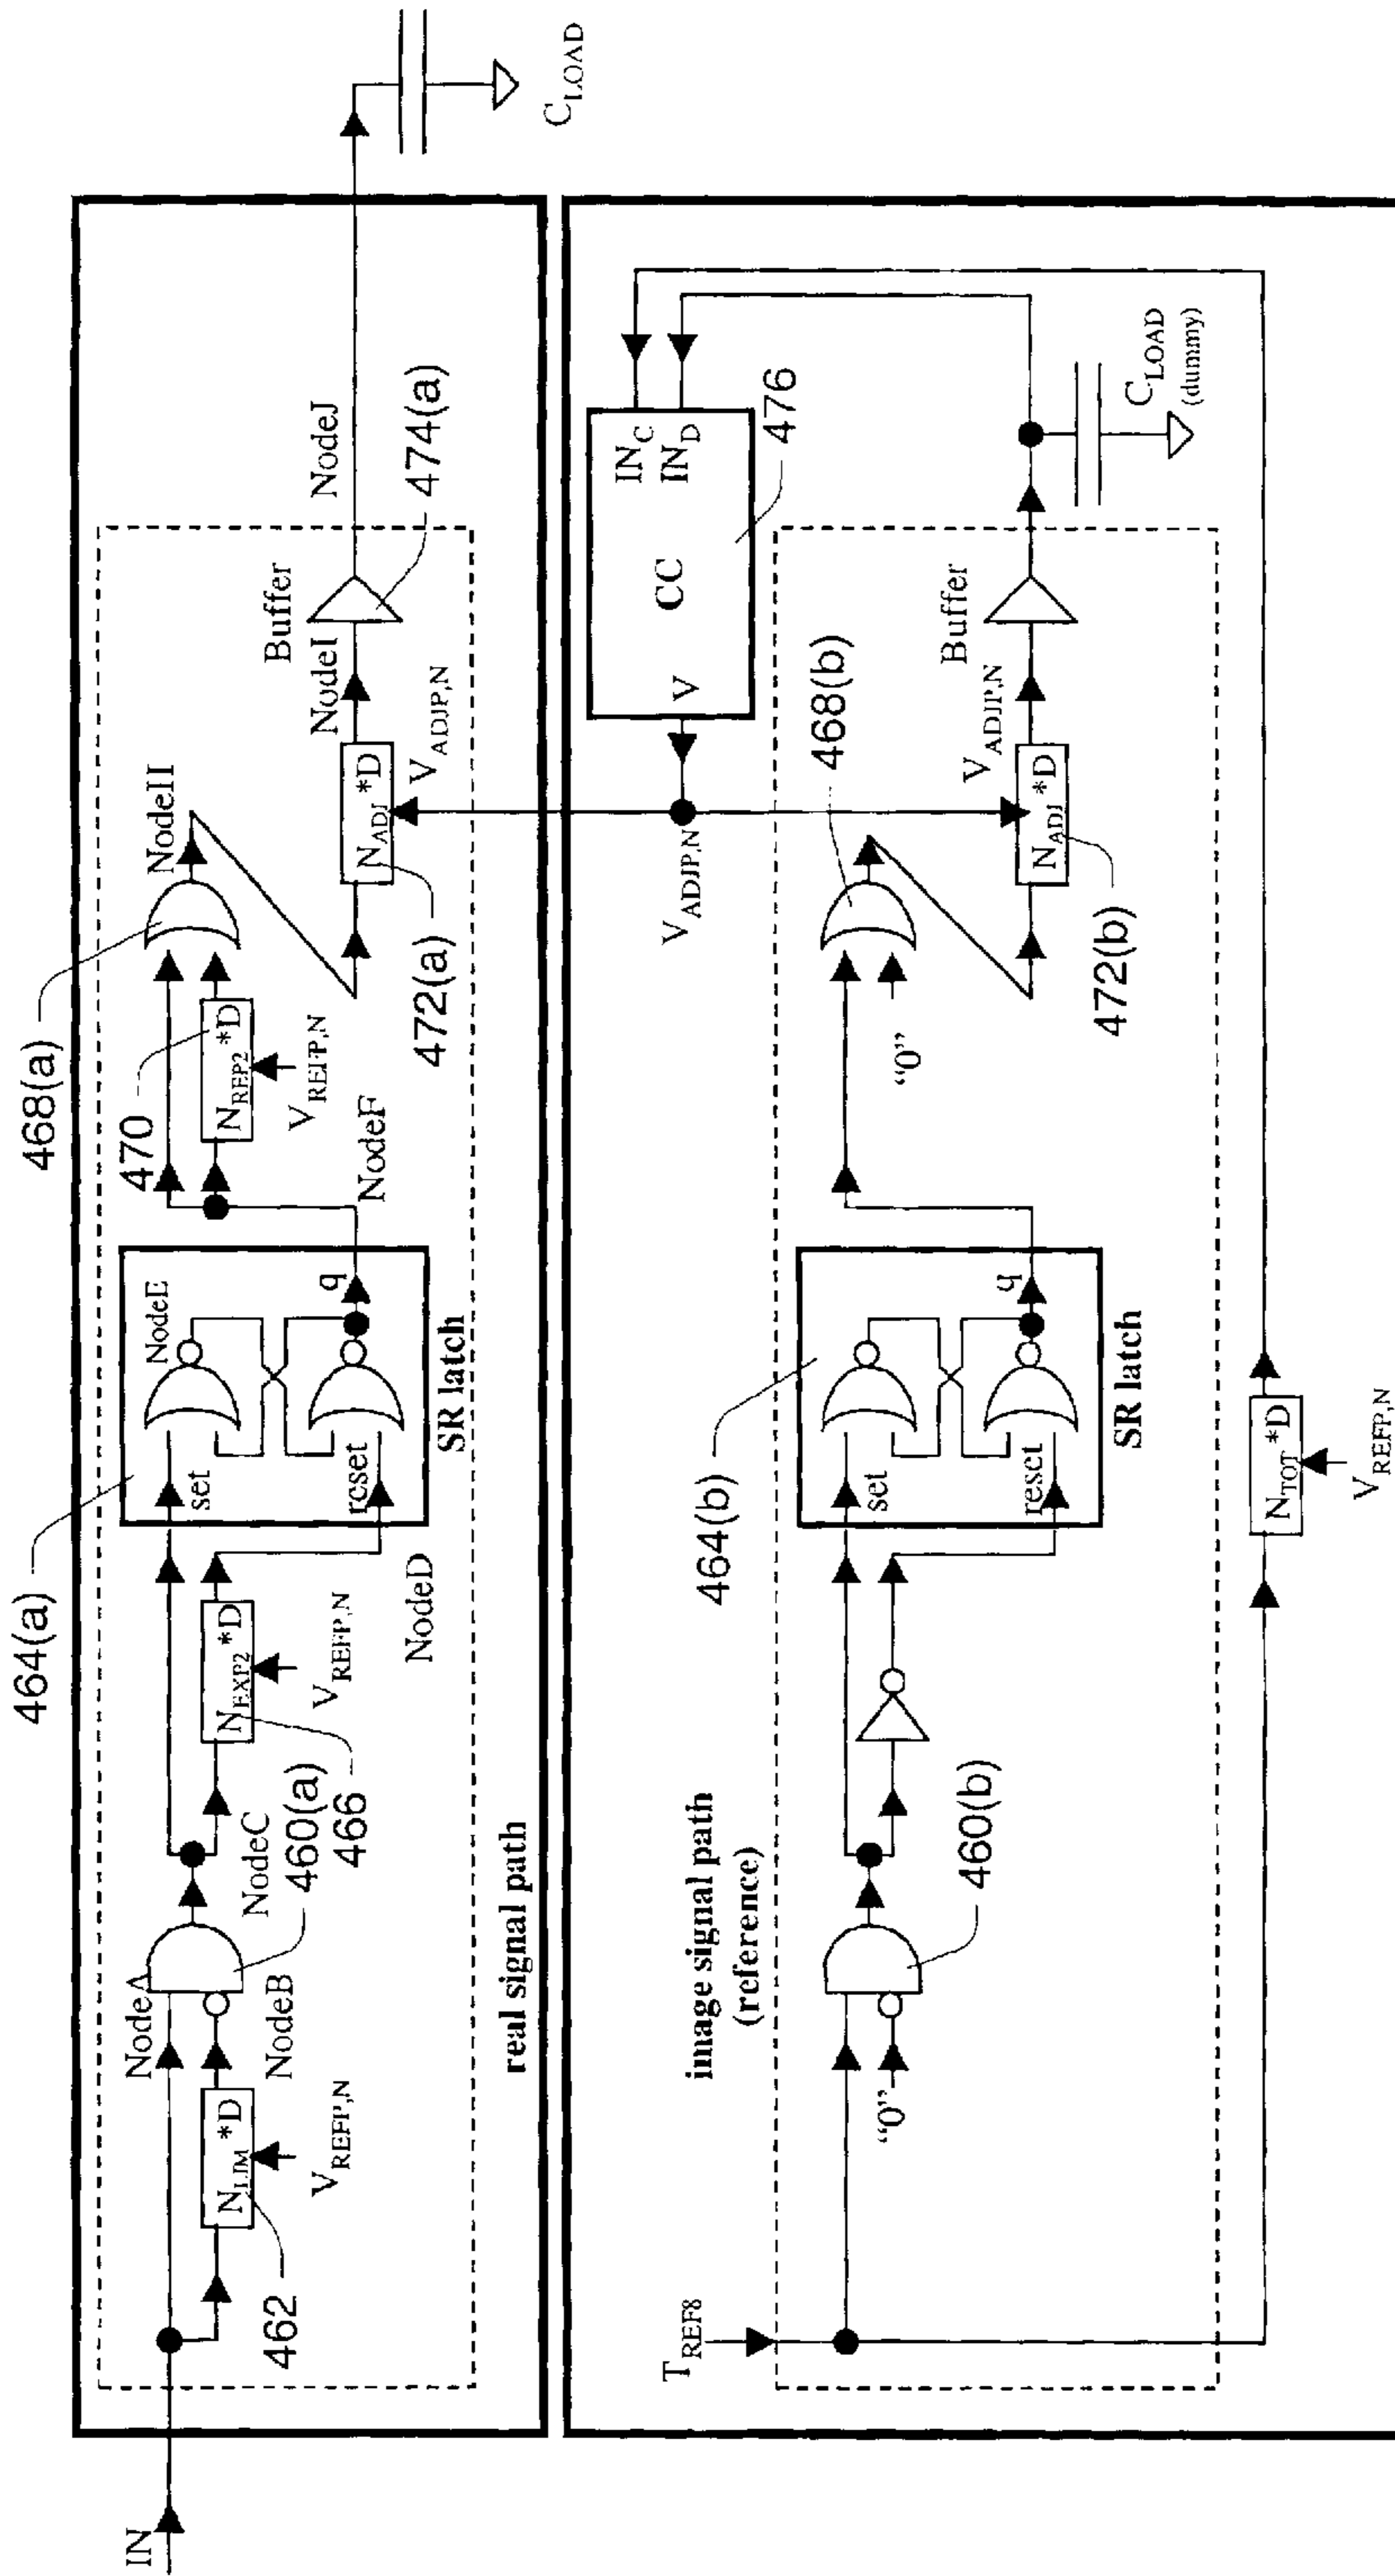 IN
462
N_LIM *D
V_REFP,N
NodeA
NodeB
460(a)
NodeC
466
N_EXP2 *D
V_REFP,N
NodeD
464(a)
set
reset
NodeE
q
SR latch
NodeF
470
N_REP2 *D
V_REFP,N
468(a)
NodeH
472(a)
N_ADJ *D
V_ADJP,N
NodeI
Buffer
474(a)
NodeJ
C_LOAD
real signal path
T_REF8
image signal path
(reference)
"0"
460(b)
464(b)
set
reset
q
SR latch
"0"
468(b)
472(b)
N_ADJ *D
V_ADJP,N
V_ADJP,N
Buffer
V
CC
IN_C
IN_D
476
C_LOAD
(dummy)
N_TOT *D
V_REFP,N